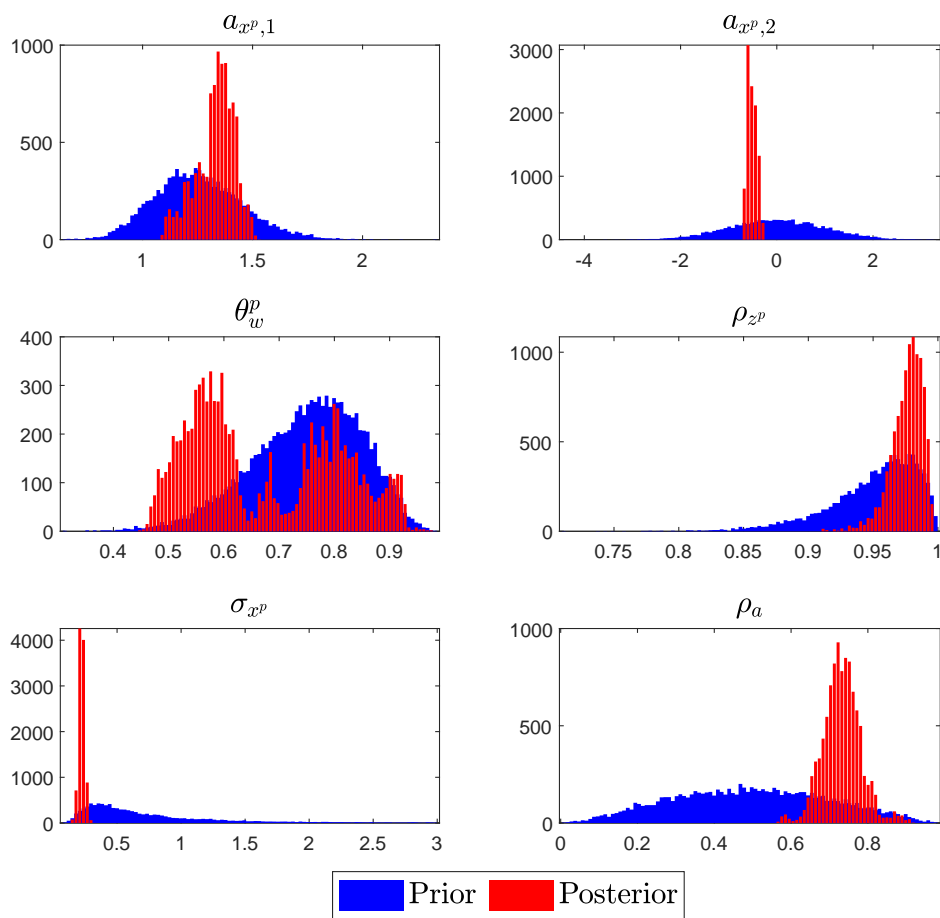 a_{x^p,1} a_{x^p,2}
1000 500 0 3000 2000 1000 0
1 1.5 2 -4 -2 0 2
θ_w^p ρ_{z^p}
400 300 200 100 0 1000 500 0
0.4 0.5 0.6 0.7 0.8 0.9 0.75 0.8 0.85 0.9 0.95 1
σ_{x^p} ρ_a
4000 3000 2000 1000 0 1000 500 0
0.5 1 1.5 2 2.5 3 0 0.2 0.4 0.6 0.8
Prior Posterior